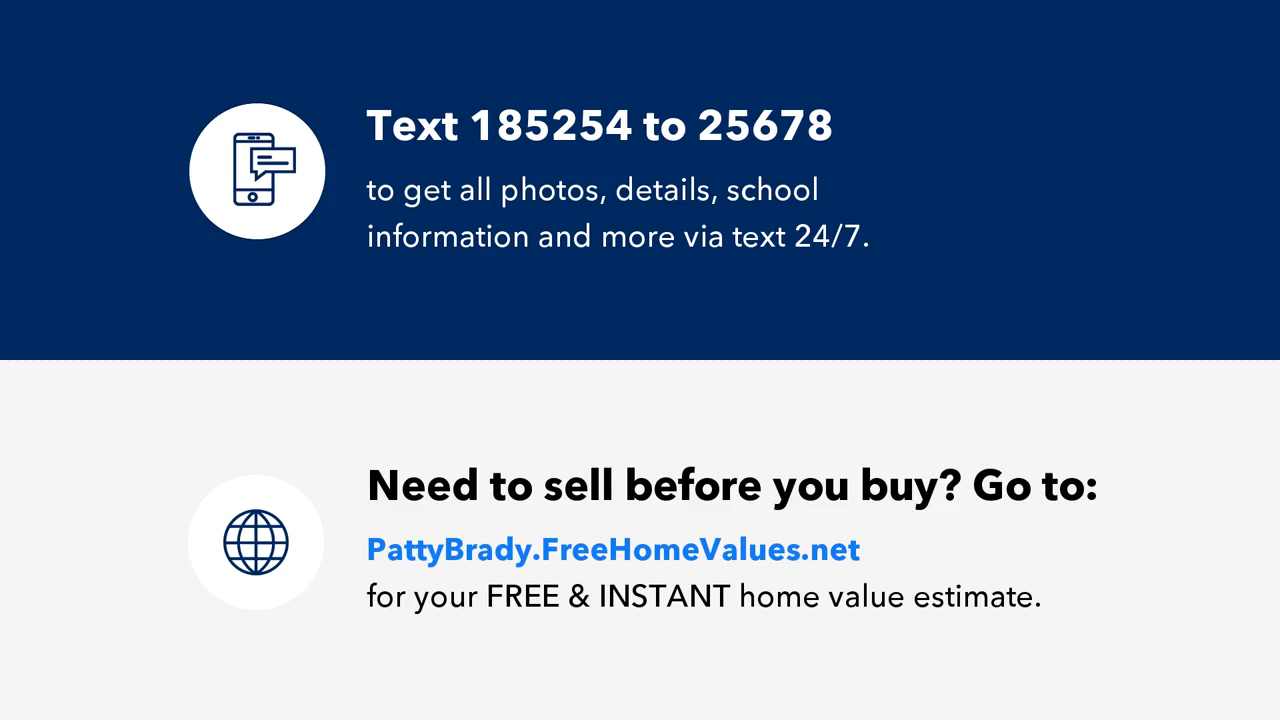 Text 185254 to 25678
to get all photos, details, school
information and more via text 24/7.
Need to sell before you buy? Go to:
PattyBrady.FreeHomeValues.net
for your FREE & INSTANT home value estimate.